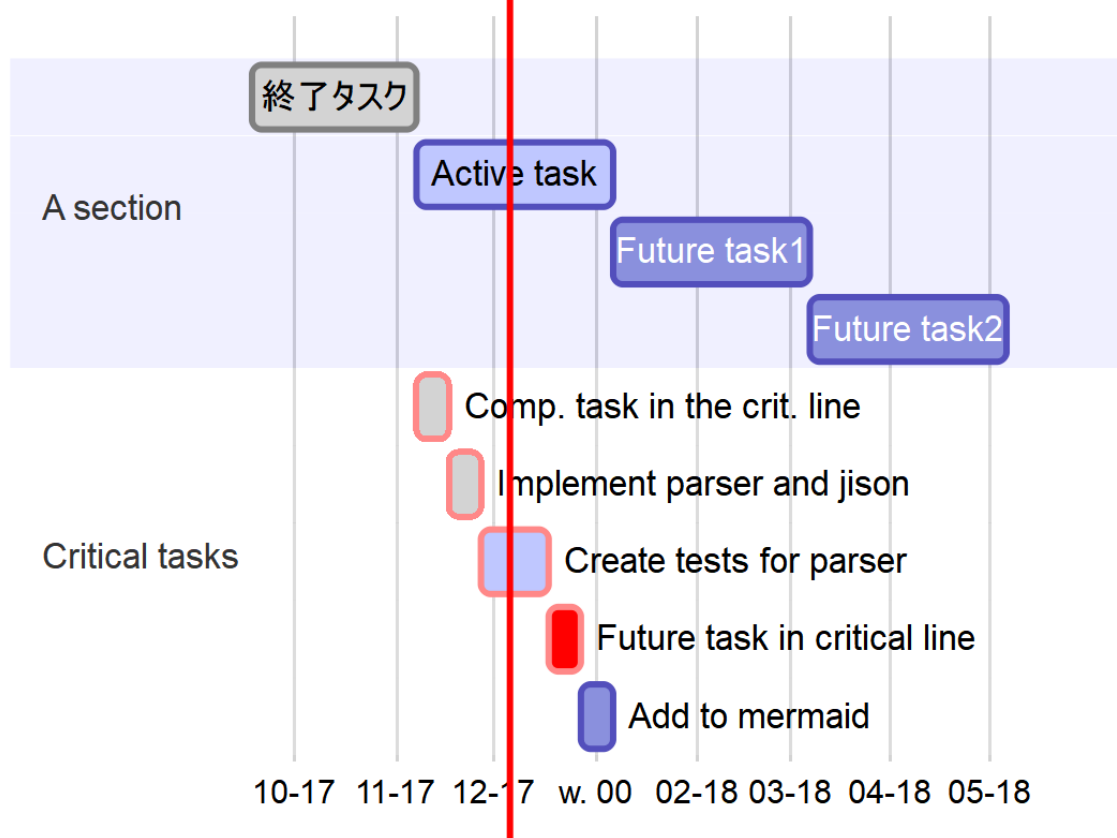 終了タスク
Active task
A section
Future task1
Future task2
Comp. task in the crit. line
Implement parser and jison
Critical tasks
Create tests for parser
Future task in critical line
Add to mermaid
10-17 11-17 12-17 w. 00 02-18 03-18 04-18 05-18